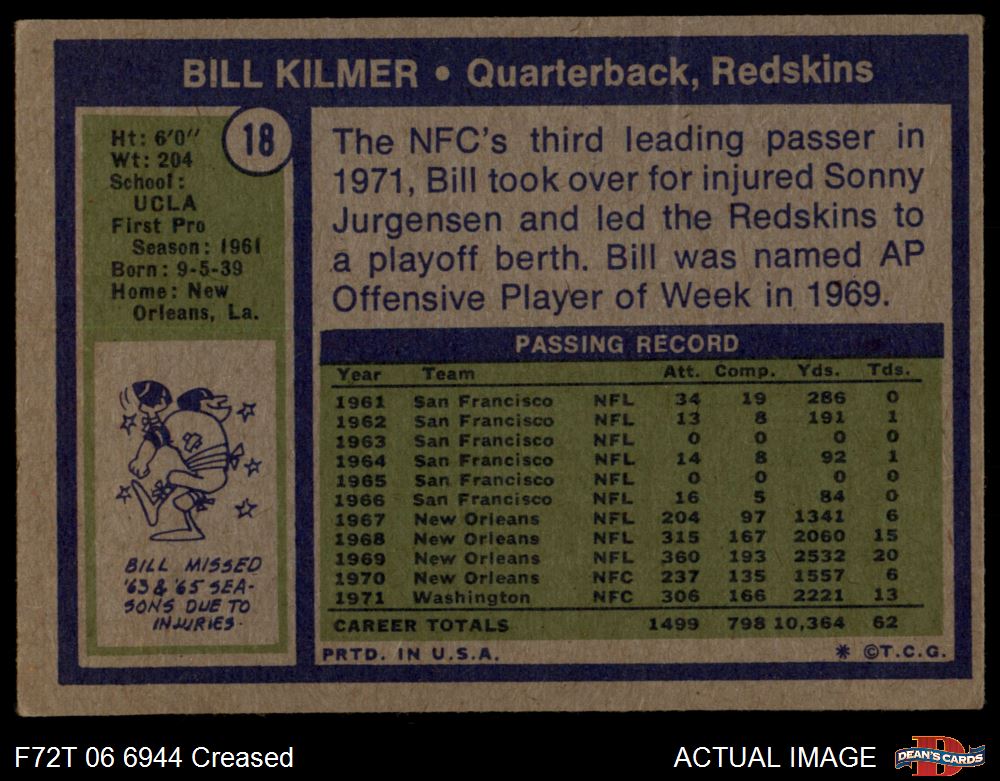 BILL KILMER • Quarterback, Redskins
18
Ht: 6'0"
Wt: 204
School:
UCLA
First Pro
Season: 1961
Born: 9-5-39
Home: New
Orleans, La.
BILL MISSED
'63 & '65 SEA-
SONS DUE TO
INJURIES.
The NFC's third leading passer in
1971, Bill took over for injured Sonny
Jurgensen and led the Redskins to
a playoff berth. Bill was named AP
Offensive Player of Week in 1969.
PASSING RECORD
Year Team Att. Comp. Yds. Tds.
1961 San Francisco NFL 34 19 286 0
1962 San Francisco NFL 13 8 191 1
1963 San Francisco NFL 0 0 0 0
1964 San Francisco NFL 14 8 92 1
1965 San Francisco NFL 0 0 0 0
1966 San Francisco NFL 16 5 84 0
1967 New Orleans NFL 204 97 1341 6
1968 New Orleans NFL 315 167 2060 15
1969 New Orleans NFL 360 193 2532 20
1970 New Orleans NFC 237 135 1557 6
1971 Washington NFC 306 166 2221 13
CAREER TOTALS 1499 798 10,364 62
PRTD. IN U.S.A. * ©T.C.G.
F72T 06 6944 Creased ACTUAL IMAGE
D
DEAN'S CARDS